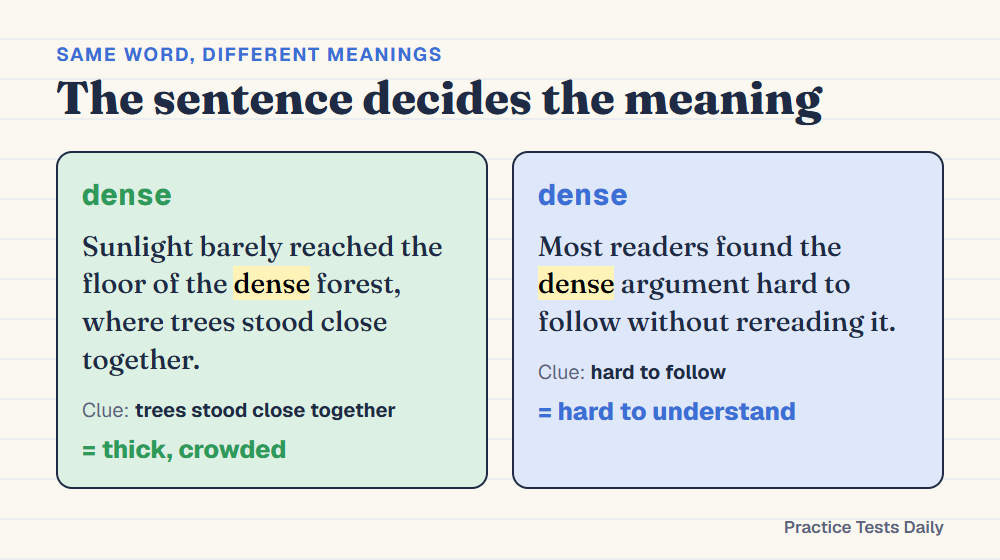 SAME WORD, DIFFERENT MEANINGS
The sentence decides the meaning
dense
Sunlight barely reached the
floor of the dense forest,
where trees stood close
together.
Clue: trees stood close together
= thick, crowded
dense
Most readers found the
dense argument hard to
follow without rereading it.
Clue: hard to follow
= hard to understand
Practice Tests Daily